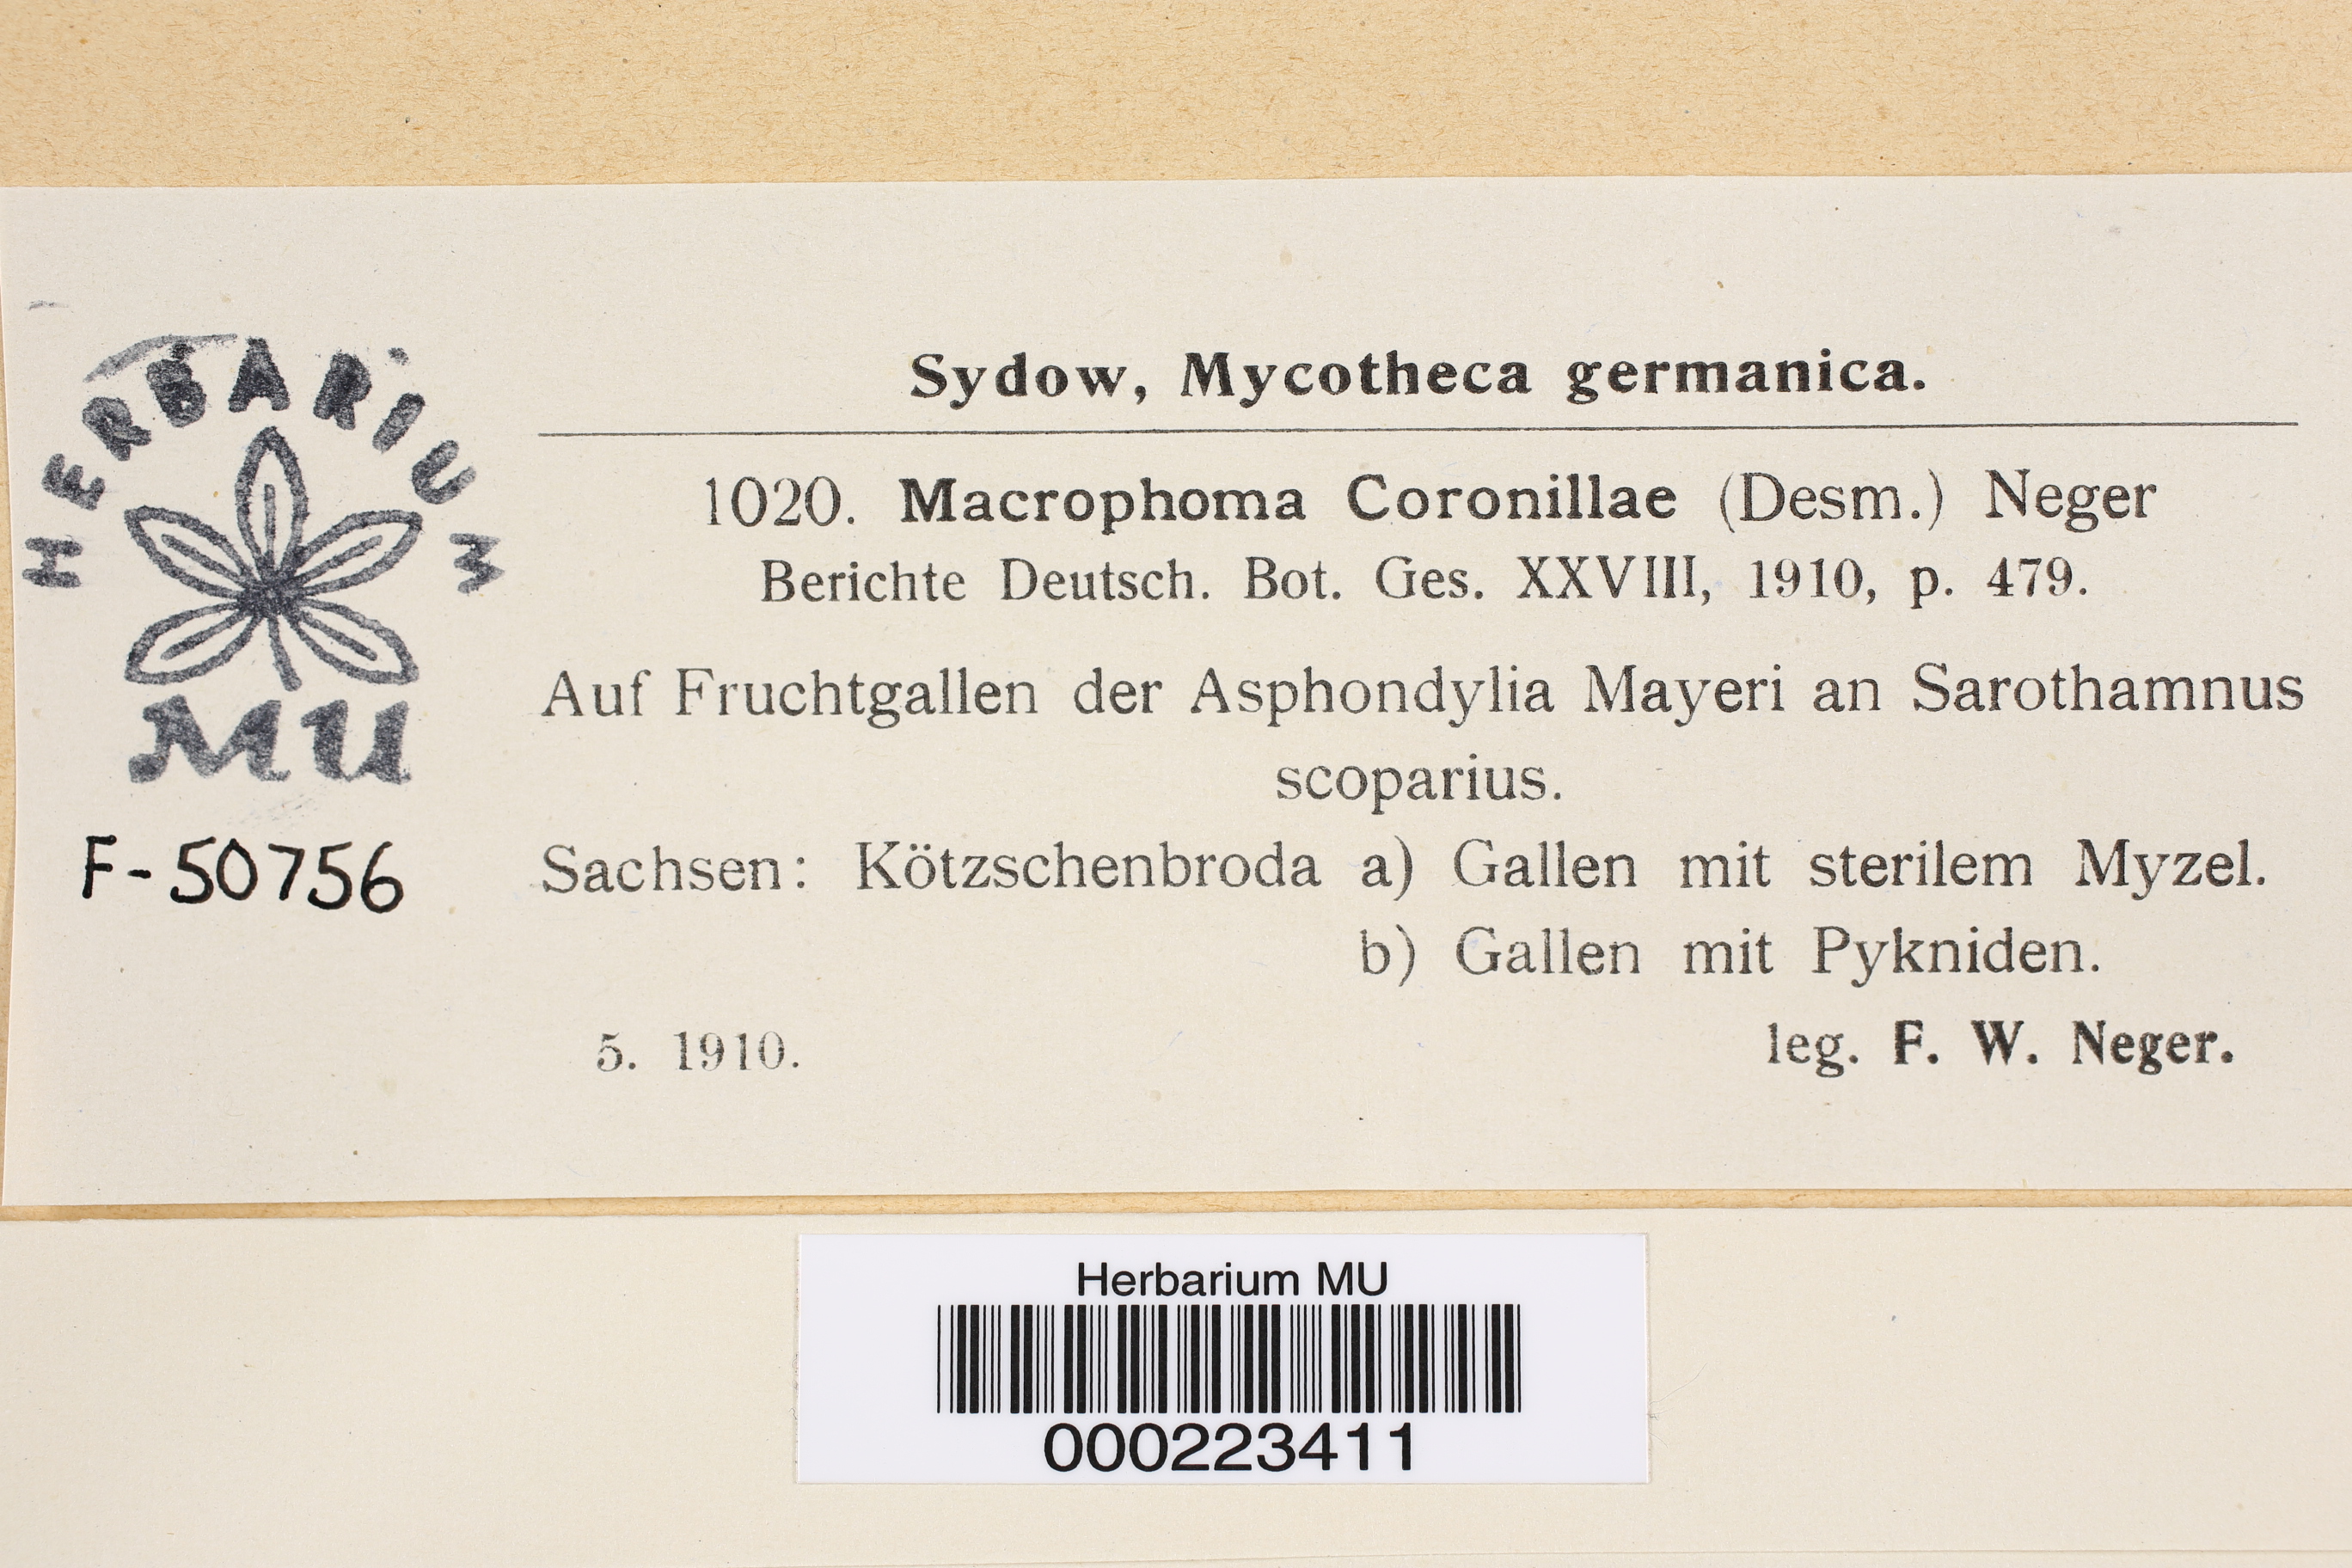 HERBARIUM
MU
F-50756
Sydow, Mycotheca germanica.
1020. Macrophoma Coronillae (Desm.) Neger
Berichte Deutsch. Bot. Ges. XXVIII, 1910, p. 479.
Auf Fruchtgallen der Asphondylia Mayeri an Sarothamnus
scoparius.
Sachsen: Kötzschenbroda a) Gallen mit sterilem Myzel.
b) Gallen mit Pykniden.
5. 1910.
leg. F. W. Neger.
Herbarium MU
000223411